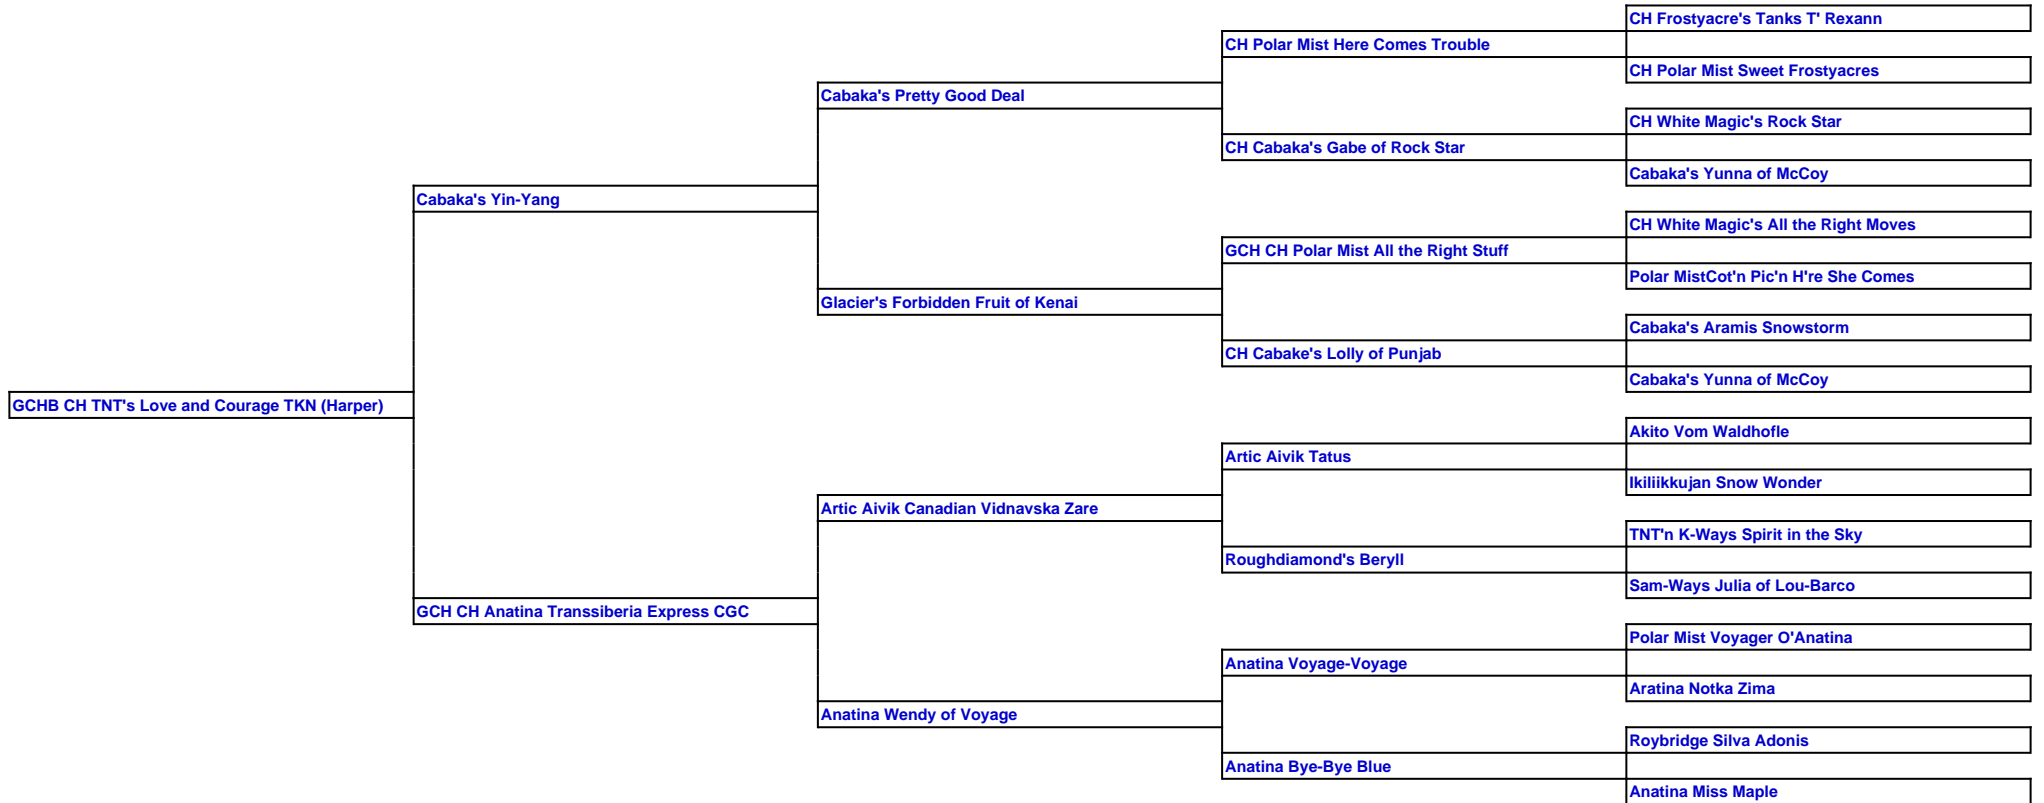 CH Frostyacre's Tanks T' Rexann
CH Polar Mist Here Comes Trouble
CH Polar Mist Sweet Frostyacres
Cabaka's Pretty Good Deal
CH White Magic's Rock Star
CH Cabaka's Gabe of Rock Star
Cabaka's Yunna of McCoy
Cabaka's Yin-Yang
CH White Magic's All the Right Moves
GCH CH Polar Mist All the Right Stuff
Polar MistCot'n Pic'n H're She Comes
Glacier's Forbidden Fruit of Kenai
Cabaka's Aramis Snowstorm
CH Cabake's Lolly of Punjab
Cabaka's Yunna of McCoy
GCHB CH TNT's Love and Courage TKN (Harper)
Akito Vom Waldhofle
Artic Aivik Tatus
Ikiliikkujan Snow Wonder
Artic Aivik Canadian Vidnavska Zare
TNT'n K-Ways Spirit in the Sky
Roughdiamond's Beryll
Sam-Ways Julia of Lou-Barco
GCH CH Anatina Transsiberia Express CGC
Polar Mist Voyager O'Anatina
Anatina Voyage-Voyage
Aratina Notka Zima
Anatina Wendy of Voyage
Roybridge Silva Adonis
Anatina Bye-Bye Blue
Anatina Miss Maple